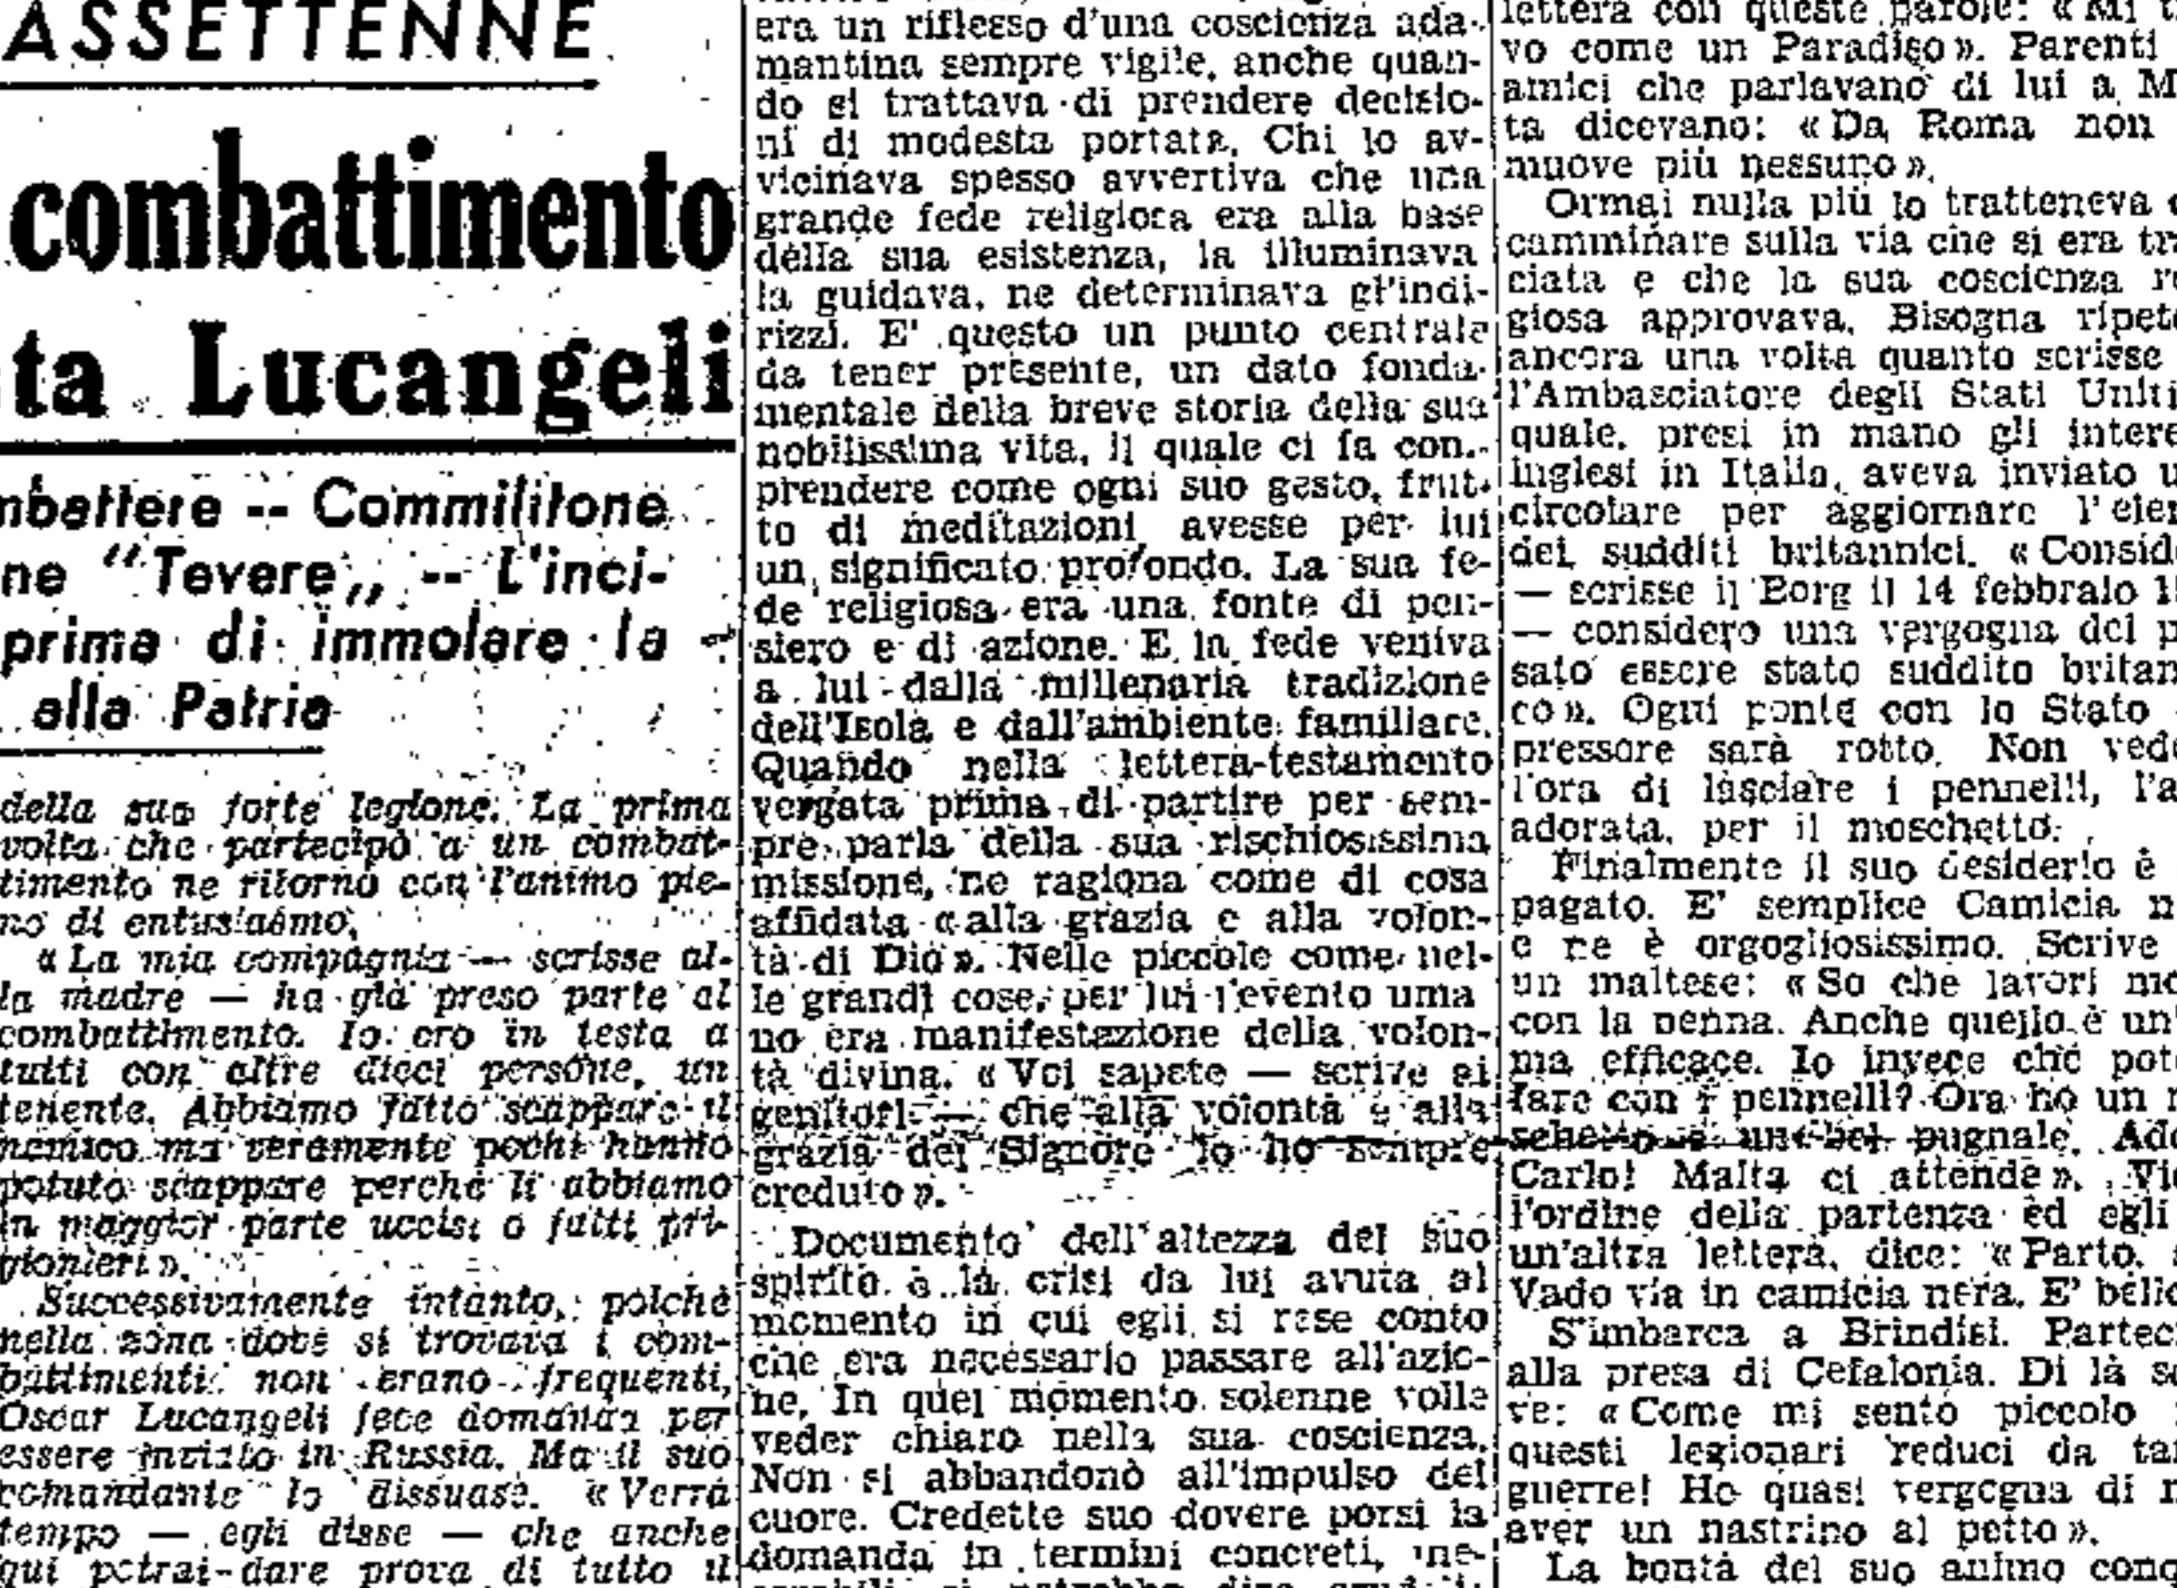 ASSETTENNE
combattimento
ta Lucangeli
mbattere -- Commilitone
ne "Tevere,, -- L'inci-
prima di immolare la
alla Patria
della sua forte legione. La prima
volta che partecipò a un combat-
timento ne ritornò con l'animo pie-
no di entusiasmo.
«La mia compagnia — scrisse al-
la madre — ha già preso parte al
combattimento. Io ero in testa a
tutti con altre dieci persone, un
tenente. Abbiamo fatto scappare il
nemico ma veramente pochi hanno
potuto scappare perchè li abbiamo
in maggior parte uccisi o fatti pri-
gionieri».
Successivamente intanto, poichè
nella zona dove si trovava i com-
battimenti non erano frequenti,
Oscar Lucangeli fece domanda per
essere inviato in Russia. Ma il suo
comandante lo dissuase. «Verrà
tempo — egli disse — che anche
qui potrai dare prova di tutto il
era un riflesso d'una coscienza ada-
mantina sempre vigile, anche quan-
do si trattava di prendere decisio-
ni di modesta portata. Chi lo av-
vicinava spesso avvertiva che una
grande fede religiosa era alla base
della sua esistenza, la illuminava
la guidava, ne determinava gl'indi-
rizzi. E' questo un punto centrale
da tener presente, un dato fonda-
mentale della breve storia della sua
nobilissima vita, il quale ci fa com-
prendere come ogni suo gesto, frut-
to di meditazioni, avesse per lui
un significato profondo. La sua fe-
de religiosa era una fonte di pen-
siero e di azione. E la fede veniva
a lui dalla millenaria tradizione
dell'Isola e dall'ambiente familiare.
Quando nella lettera-testamento
vergata prima di partire per sem-
pre parla della sua rischiosissima
missione, ne ragiona come di cosa
affidata «alla grazia e alla volon-
tà di Dio». Nelle piccole come nel-
le grandi cose, per lui l'evento uma
no era manifestazione della volon-
tà divina. «Voi sapete — scrive ai
genitori — che alla volontà e alla
grazia del Signore io ho sempre
creduto».
Documento dell'altezza del suo
spirito è la crisi da lui avuta al
momento in cui egli si rese conto
che era necessario passare all'azio-
ne. In quel momento solenne volle
veder chiaro nella sua coscienza.
Non si abbandonò all'impulso del
cuore. Credette suo dovere porsi la
domanda in termini concreti, ine-
lettera con queste parole: «Mi t
vo come un Paradiso». Parenti
amici che parlavano di lui a M
ta dicevano: «Da Roma non
muove più nessuno».
Ormai nulla più lo tratteneva d
camminare sulla via che si era tr
ciata e che la sua coscienza re
giosa approvava. Bisogna ripete
ancora una volta quanto scrisse
l'Ambasciatore degli Stati Uniti
quale, presi in mano gli intere
inglesi in Italia, aveva inviato u
circolare per aggiornare l'elen
dei sudditi britannici. «Conside
— scrisse il Borg il 14 febbraio 1
— considero una vergogna del p
sato essere stato suddito britan
co». Ogni ponte con lo Stato
pressore sarà rotto. Non vede
l'ora di lasciare i pennelli, l'a
adorata, per il moschetto.
Finalmente il suo desiderio è
pagato. E' semplice Camicia n
e ne è orgogliosissimo. Scrive
un maltese: «So che lavori mo
con la penna. Anche quello è un'
ma efficace. Io invece che pot
fare con i pennelli? Ora ho un m
schetto e un bel pugnale. Add
Carlo! Malta ci attende». Vie
l'ordine della partenza ed egli
un'altra lettera, dice: «Parto.
Vado via in camicia nera. E' bello
S'imbarca a Brindisi. Partec
alla presa di Cefalonia. Di là sc
ve: «Come mi sento piccolo
questi legionari reduci da tan
guerre! Ho quasi vergogna di n
aver un nastrino al petto».
La bontà del suo animo cono